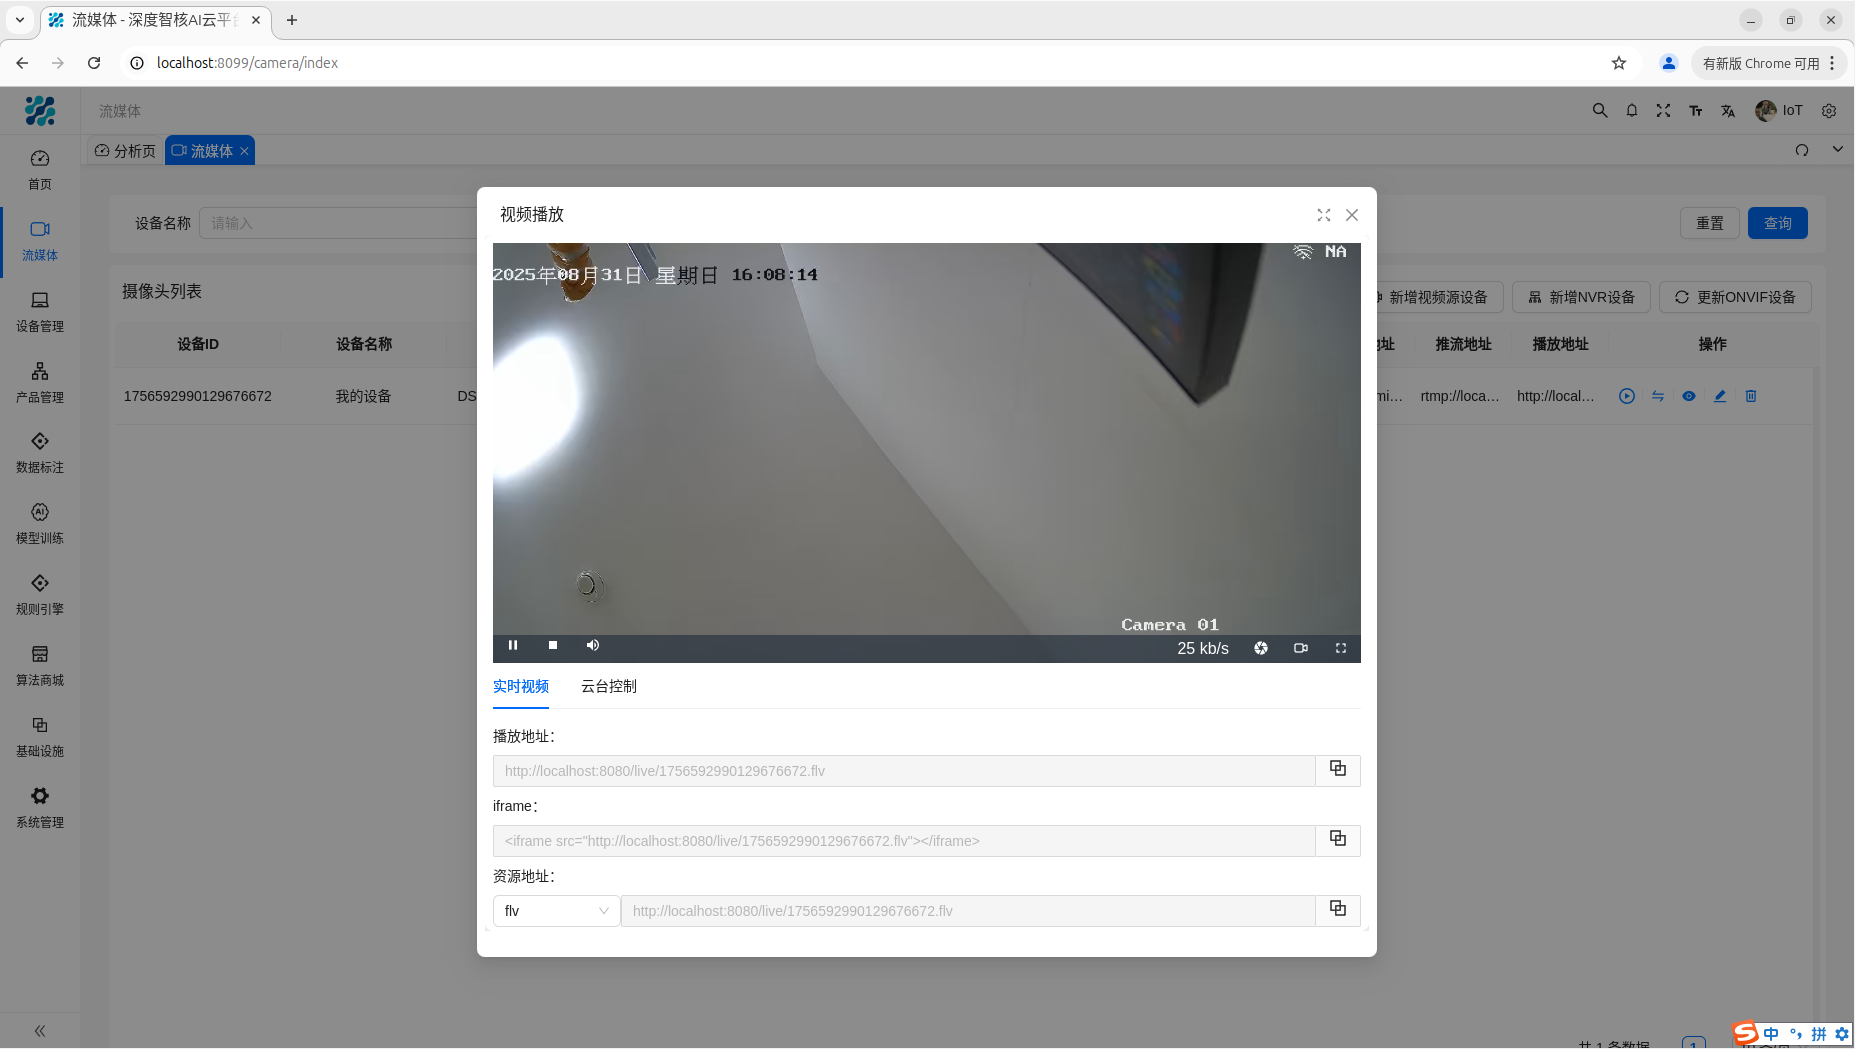 流媒体 - 深度智核AI云平
localhost:8099/camera/index
有新版 Chrome 可用
流媒体
IoT
分析页
流媒体
首页
流媒体
设备管理
产品管理
数据标注
模型训练
规则引擎
算法商城
基础设施
系统管理
设备名称
请输入
重置
查询
摄像头列表
新增视频源设备
新增NVR设备
更新ONVIF设备
设备ID
设备名称
地址
推流地址
播放地址
操作
1756592990129676672
我的设备
DS
mi...
rtmp://loca...
http://local...
视频播放
2025年08月31日 星期日 16:08:14
NA
Camera 01
25 kb/s
实时视频
云台控制
播放地址：
http://localhost:8080/live/1756592990129676672.flv
iframe：
<iframe src="http://localhost:8080/live/1756592990129676672.flv"></iframe>
资源地址：
flv
http://localhost:8080/live/1756592990129676672.flv
共 1 条数据
1
中
拼